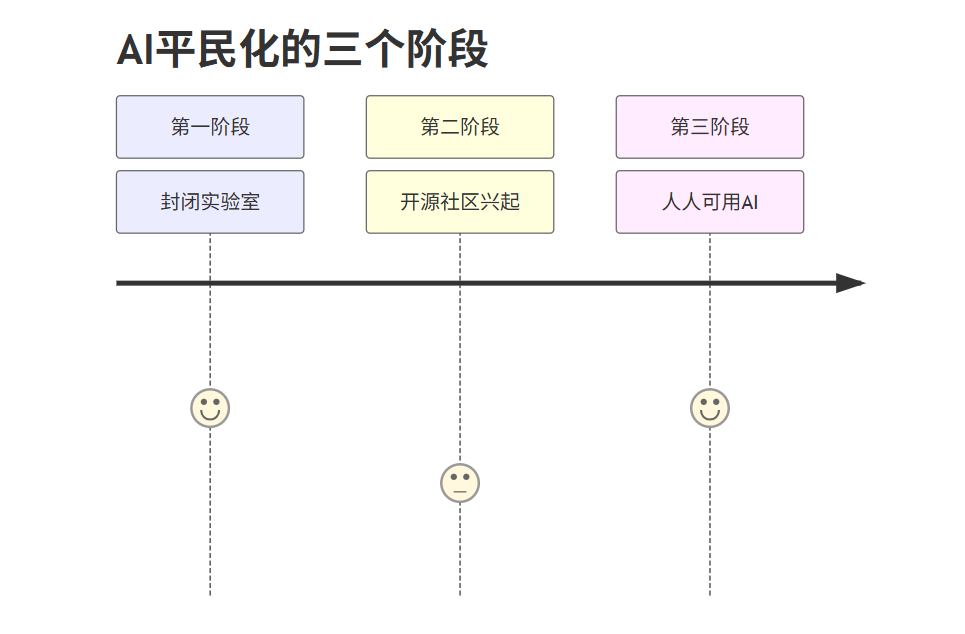 AI平民化的三个阶段
第一阶段
第二阶段
第三阶段
封闭实验室
开源社区兴起
人人可用AI